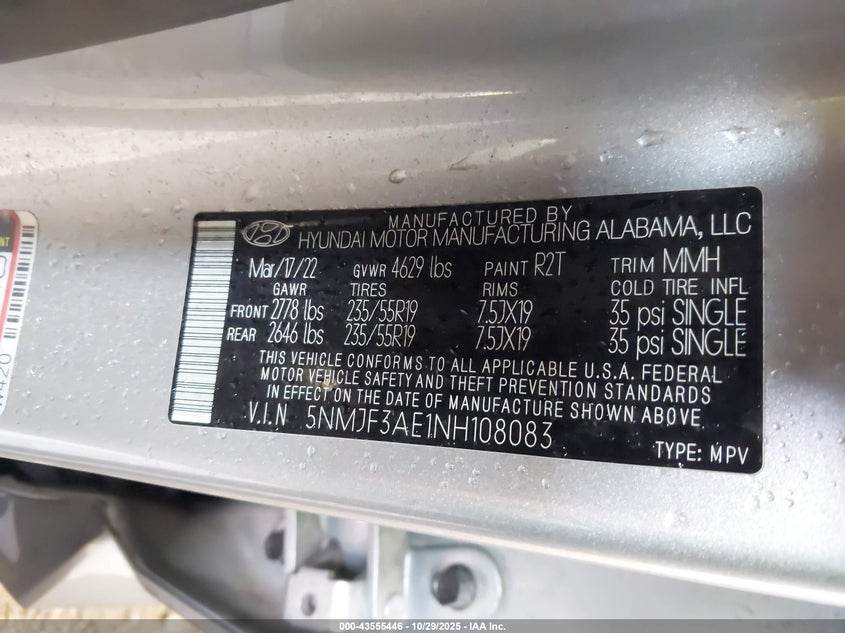 MANUFACTURED BY
HYUNDAI MOTOR MANUFACTURING ALABAMA, LLC
Mar/17/22 GVWR 4629 lbs PAINT R2T TRIM MMH
GAWR TIRES RIMS COLD TIRE. INFL
FRONT 2778 lbs 235/55R19 7.5JX19 35 psi SINGLE
REAR 2646 lbs 235/55R19 7.5JX19 35 psi SINGLE
THIS VEHICLE CONFORMS TO ALL APPLICABLE U.S.A. FEDERAL
MOTOR VEHICLE SAFETY AND THEFT PREVENTION STANDARDS
IN EFFECT ON THE DATE OF MANUFACTURE SHOWN ABOVE
V.I.N 5NMJF3AE1NH108083
TYPE: MPV
000-43555446 - 10/29/2025 - IAA Inc.